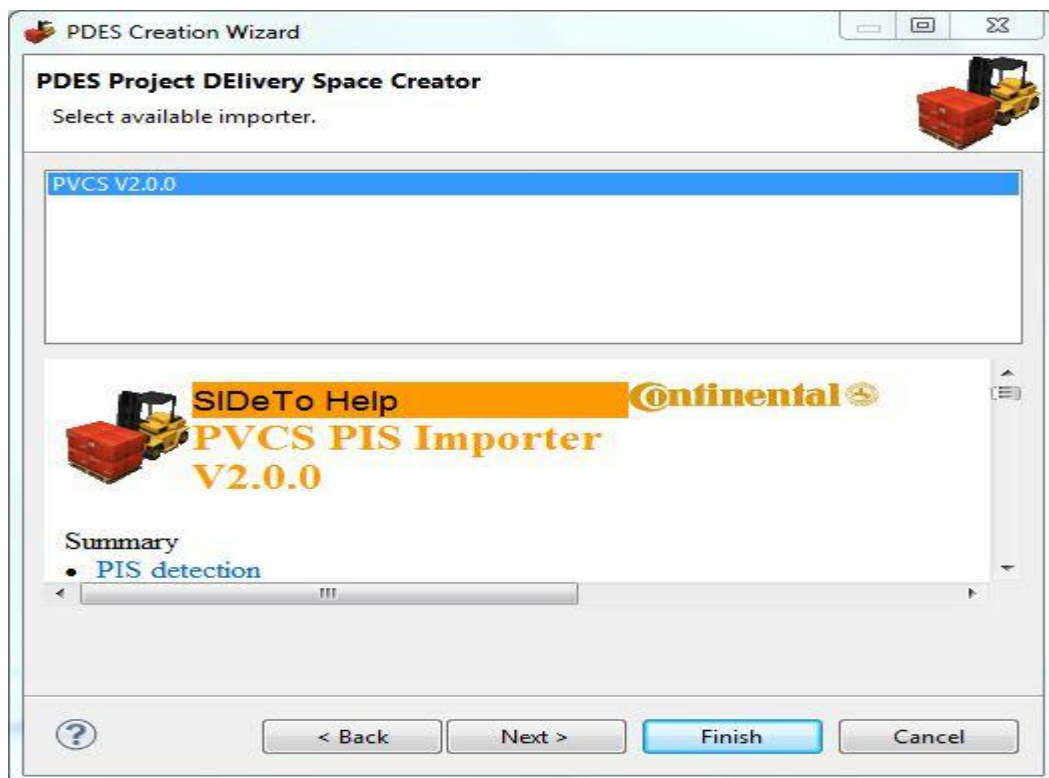 PDES Creation Wizard
PDES Project DElivery Space Creator
Select available importer.
PVCS V2.0.0
SIDeTo Help
Continental
PVCS PIS Importer
V2.0.0
Summary
• PIS detection
?
< Back
Next >
Finish
Cancel